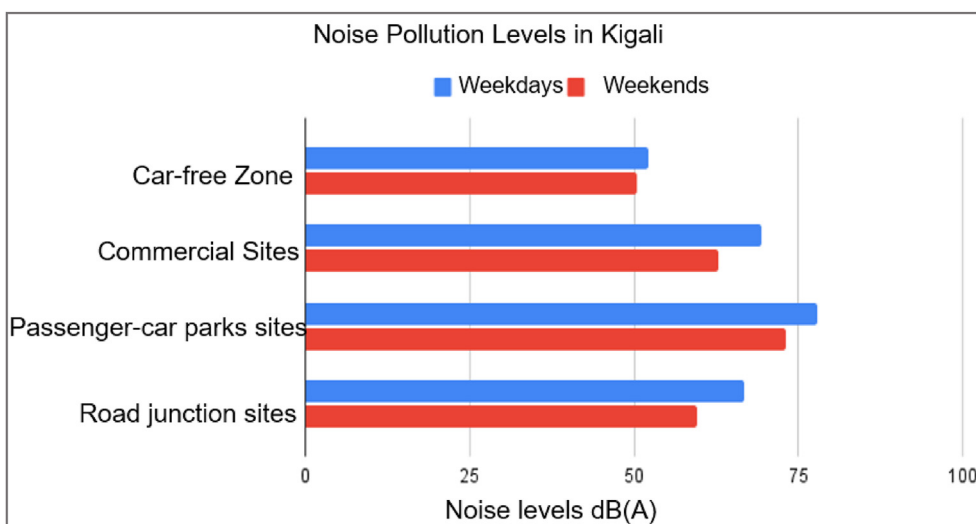 Noise Pollution Levels in Kigali
Weekdays Weekends
Car-free Zone
Commercial Sites
Passenger-car parks sites
Road junction sites
0 25 50 75 100
Noise levels dB(A)